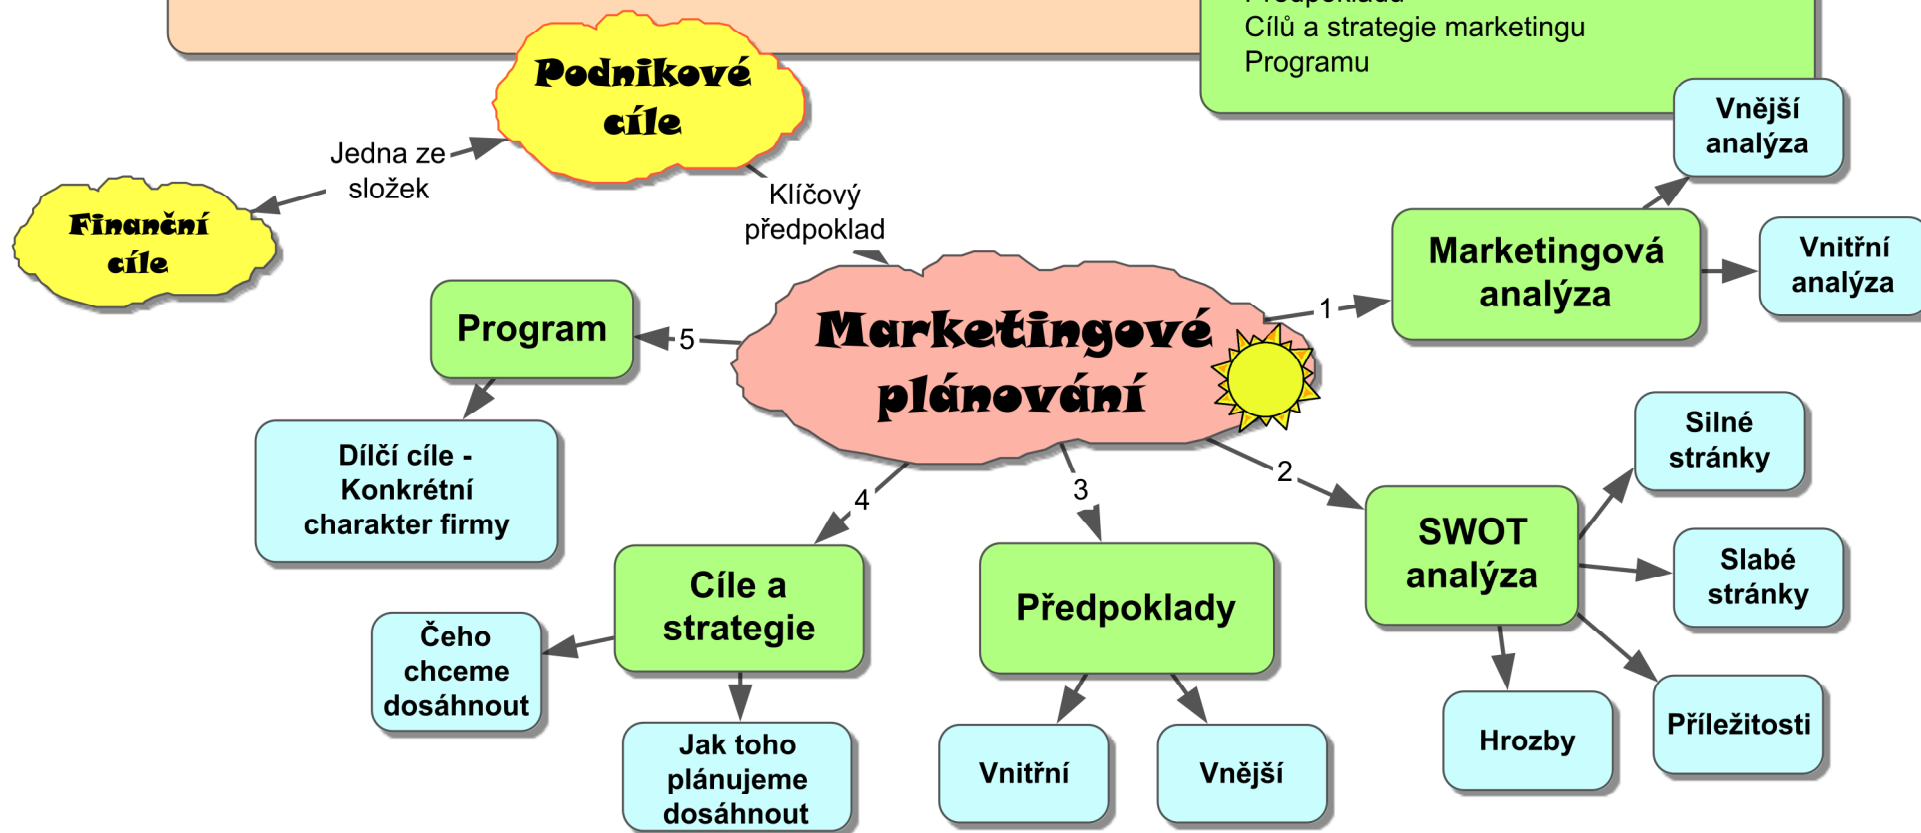 Předpokladů
Cílů a strategie marketingu
Programu
Podnikové
cíle
Vnější
analýza
Jedna ze
složek
Klíčový
předpoklad
Finanční
cíle
Marketingová
analýza
Vnitřní
analýza
Marketingové
plánování
1
Program
5
Dílčí cíle -
Konkrétní
charakter firmy
4
3
2
Silné
stránky
SWOT
analýza
Slabé
stránky
Cíle a
strategie
Předpoklady
Čeho
chceme
dosáhnout
Jak toho
plánujeme
dosáhnout
Vnitřní
Vnější
Hrozby
Příležitosti